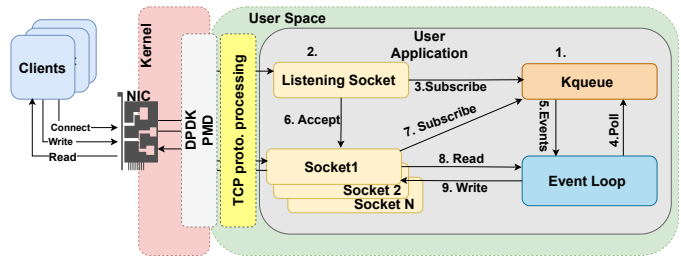 User Space
Kernel
User
Application
2.
1.
Clients
Listening Socket
3.Subscribe
Kqueue
NIC
DPDK
PMD
TCP proto. processing
6. Accept
7. Subscribe
5.Events
4.Poll
Connect
Write
Read
Socket1
8. Read
Event Loop
Socket 2
9. Write
Socket N